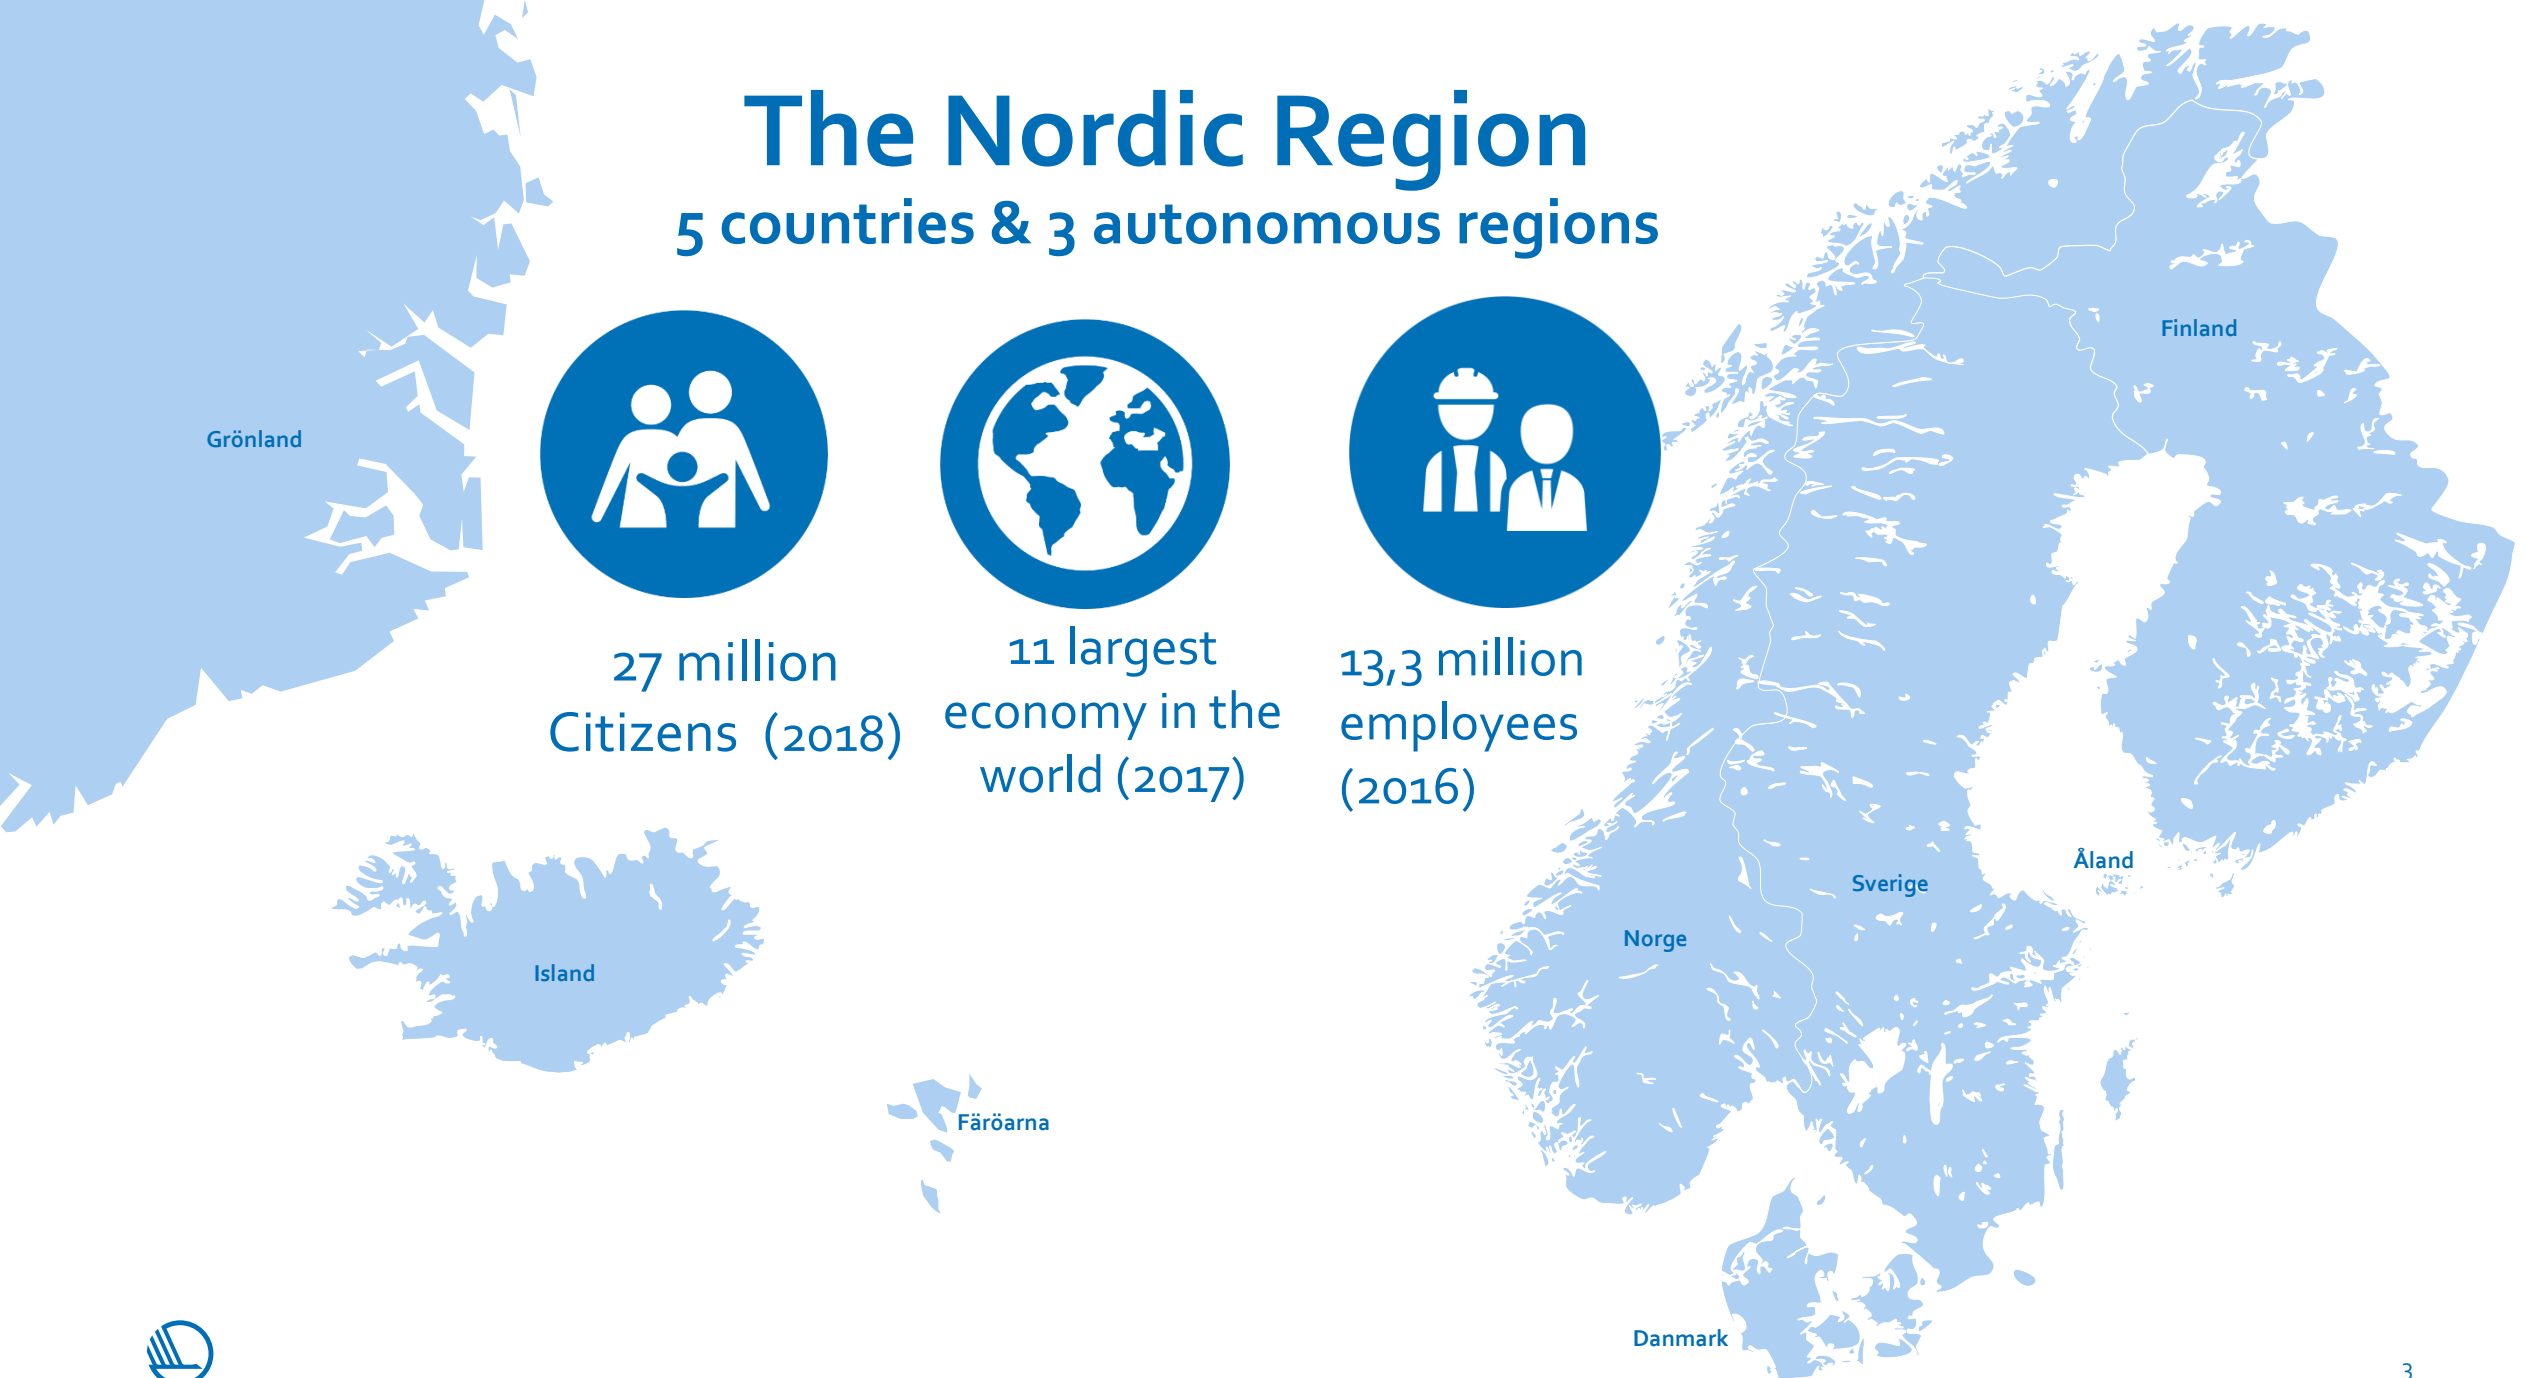 The Nordic Region
5 countries & 3 autonomous regions
27 million
Citizens (2018)
11 largest
economy in the
world (2017)
13,3 million
employees
(2016)
Grönland
Island
Färöarna
Finland
Åland
Sverige
Norge
Danmark
3